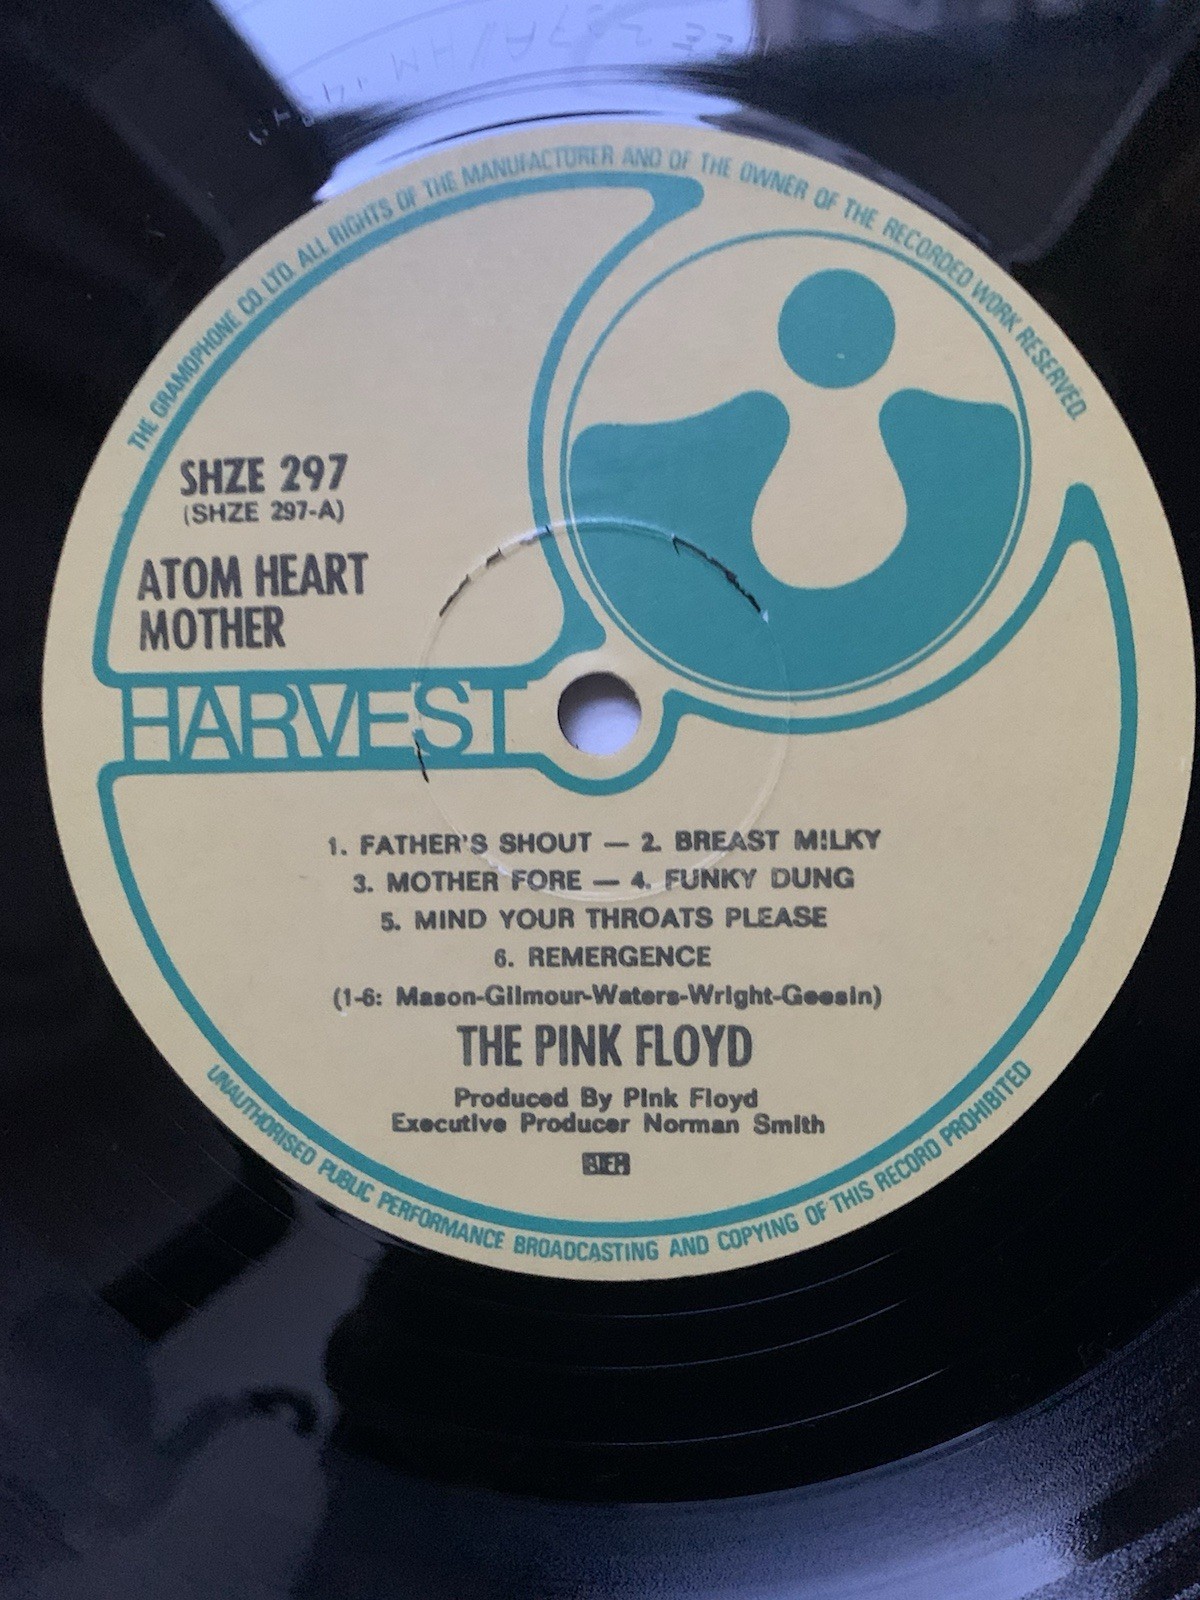 THE GRAMOPHONE CO. LTD. ALL RIGHTS OF THE MANUFACTURER AND OF THE OWNER OF THE RECORDED WORK RESERVED.
SHZE 297
(SHZE 297-A)
ATOM HEART
MOTHER
HARVEST
1. FATHER'S SHOUT — 2. BREAST MILKY
3. MOTHER FORE — 4. FUNKY DUNG
5. MIND YOUR THROATS PLEASE
6. REMERGENCE
(1-6: Mason-Gilmour-Waters-Wright-Geesin)
THE PINK FLOYD
Produced By Pink Floyd
Executive Producer Norman Smith
BIEM
UNAUTHORISED PUBLIC PERFORMANCE BROADCASTING AND COPYING OF THIS RECORD PROHIBITED